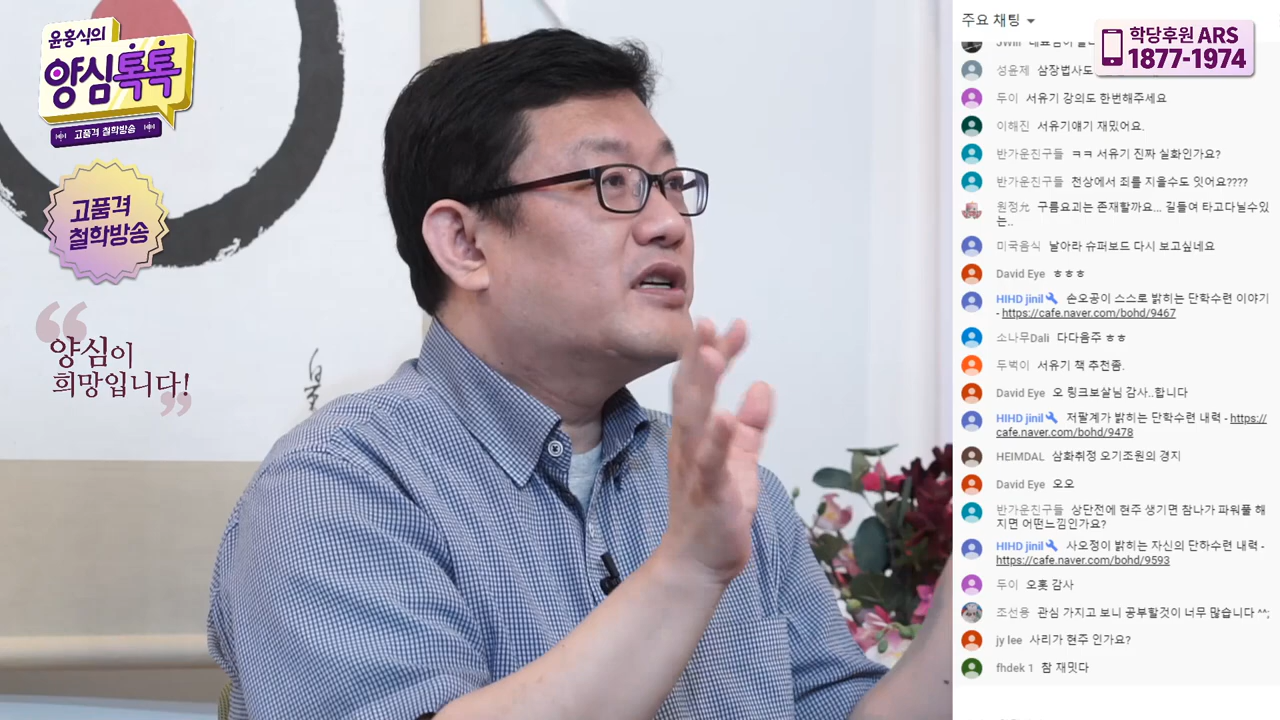 윤홍식의
양심톡톡
고품격 철학방송
고품격
철학방송
“양심이
희망입니다!”
皇
학당후원 ARS
1877-1974
주요 채팅
성윤제 삼장법사도
두이 서유기 강의도 한번해주세요
이해진 서유기얘기 재밌어요.
반가운친구들 ㅋㅋ 서유기 진짜 실화인가요?
반가운친구들 천상에서 죄를 지을수도 잇어요????
원정允 구름요괴는 존재할까요... 길들여 타고다닐수있
는..
미국음식 날아라 슈퍼보드 다시 보고싶네요
David Eye ㅎㅎㅎ
HIHD jinil 손오공이 스스로 밝히는 단학수련 이야기
- https://cafe.naver.com/bohd/9467
소나무Dali 다다음주 ㅎㅎ
두벅이 서유기 책 추천좀.
David Eye 오 링크보살님 감사..합니다
HIHD jinil 저팔계가 밝히는 단학수련 내력 - https://
cafe.naver.com/bohd/9478
HEIMDAL 삼화취정 오기조원의 경지
David Eye 오오
반가운친구들 상단전에 현주 생기면 참나가 파워풀 해
지면 어떤느낌인가요?
HIHD jinil 사오정이 밝히는 자신의 단하수련 내력 -
https://cafe.naver.com/bohd/9593
두이 오홋 감사
조선용 관심 가지고 보니 공부할것이 너무 많습니다 ^^;
jy lee 사리가 현주 인가요?
fhdek 1 참 재밋다